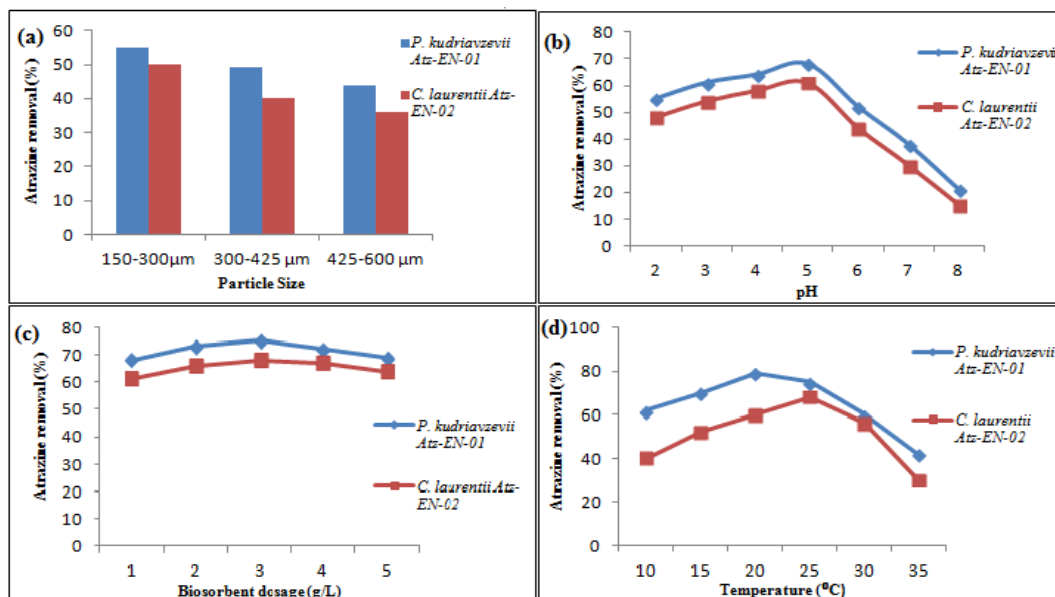 (a)
Atrazine removal(%)
60
50
40
30
20
10
0
150-300µm 300-425 µm 425-600 µm
Particle Size
P. kudriavzevii
Atz-EN-01
C. laurentii Atz-
EN-02
(b)
Atrazine removal(%)
80
70
60
50
40
30
20
10
0
2 3 4 5 6 7 8
pH
P. kudriavzevii
Atz-EN-01
C. laurentii
Atz-EN-02
(c)
Atrazine removal(%)
80
70
60
50
40
30
20
10
0
1 2 3 4 5
Biosorbent dosage (g/L)
P. kudriavzevii
Atz-EN-01
C. laurentii Atz-
EN-02
(d)
Atrazine removal(%)
100
80
60
40
20
0
10 15 20 25 30 35
Temperature (⁰C)
P. kudriavzevii
Atz-EN-01
C. laurentii
Atz-EN-02